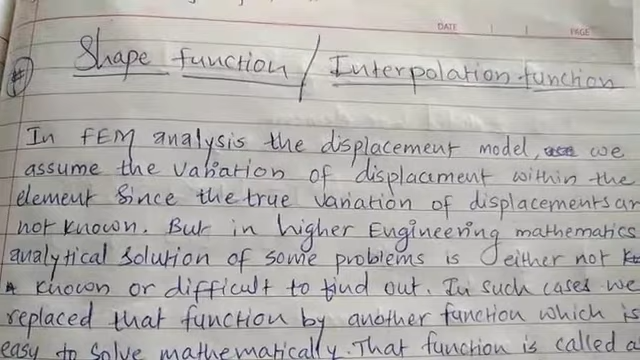 DATE PAGE
Shape function / Interpolation function
In FEM analysis the displacement model, we
assume the variation of displacement within the
element since the true variation of displacements ar
not known. But in higher Engineering mathematics
analytical solution of some problems is either not
known or difficult to find out. In such cases we
replaced that function by another function which is
easy to solve mathematically. That function is called a